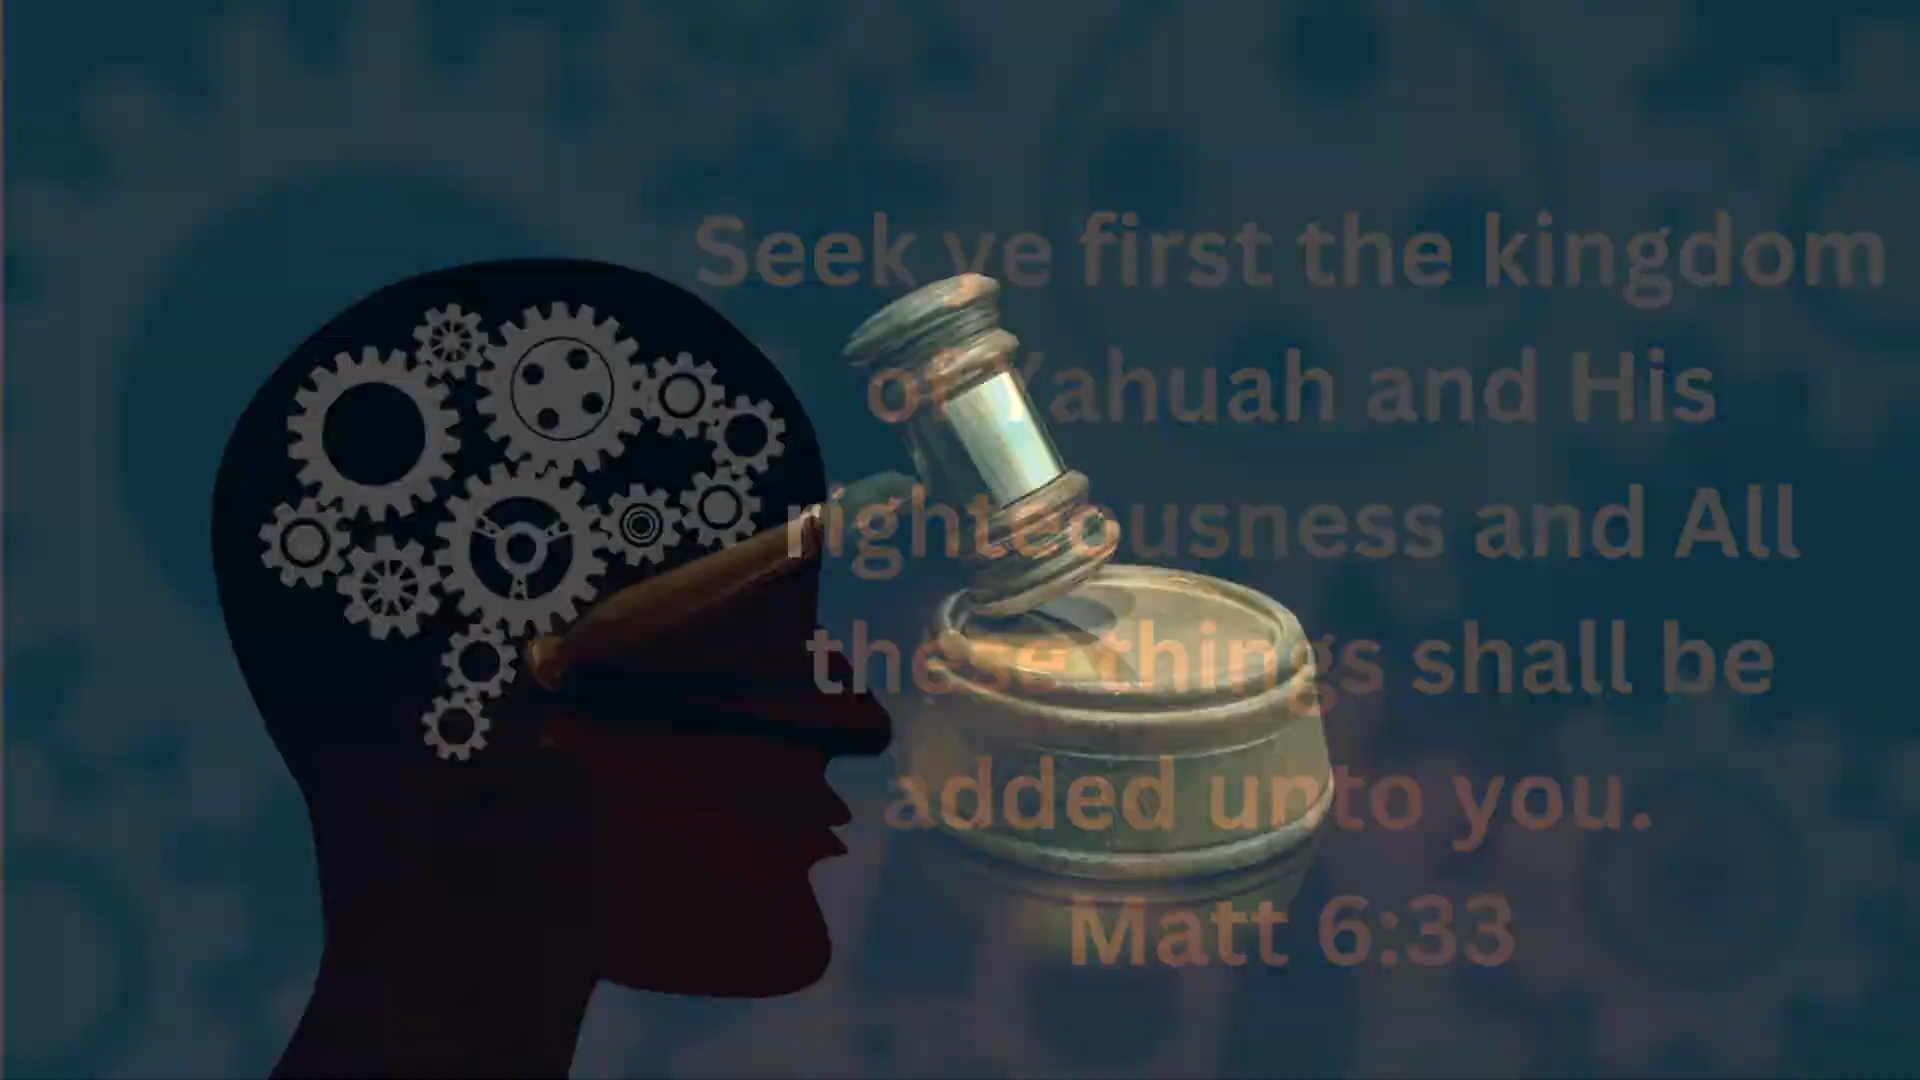 Seek ye first the kingdom
of Yahuah and His
righteousness and All
these things shall be
added unto you.
Matt 6:33